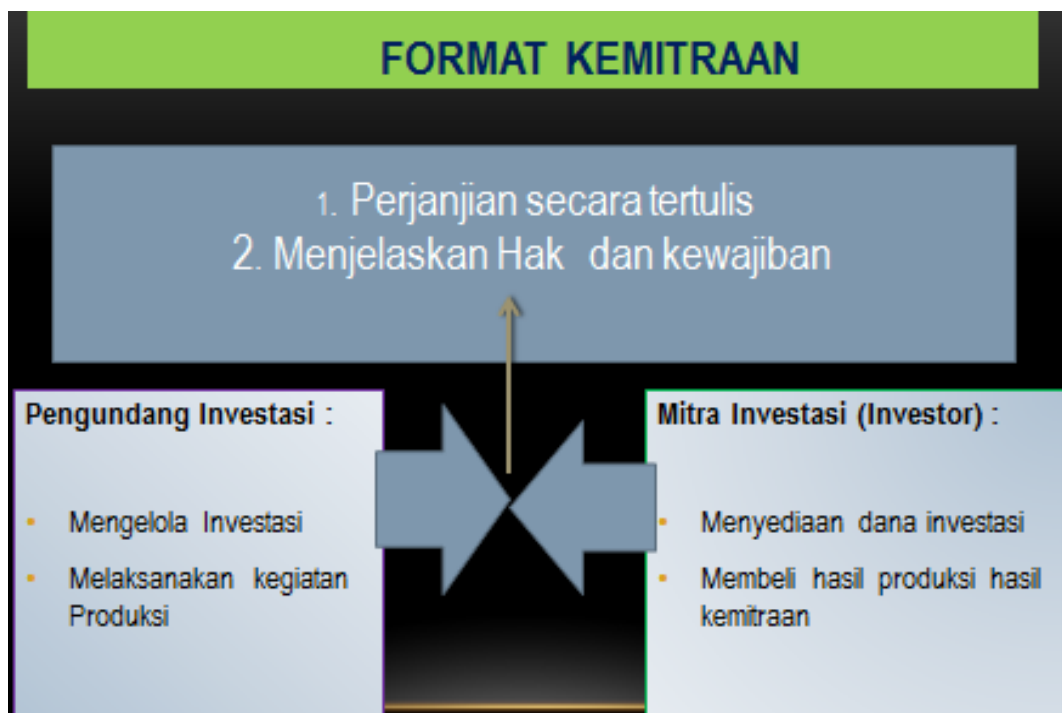 FORMAT KEMITRAAN
1. Perjanjian secara tertulis
2. Menjelaskan Hak dan kewajiban
Pengundang Investasi :
• Mengelola Investasi
• Melaksanakan kegiatan
Produksi
Mitra Investasi (Investor) :
• Menyediaan dana investasi
• Membeli hasil produksi hasil
kemitraan